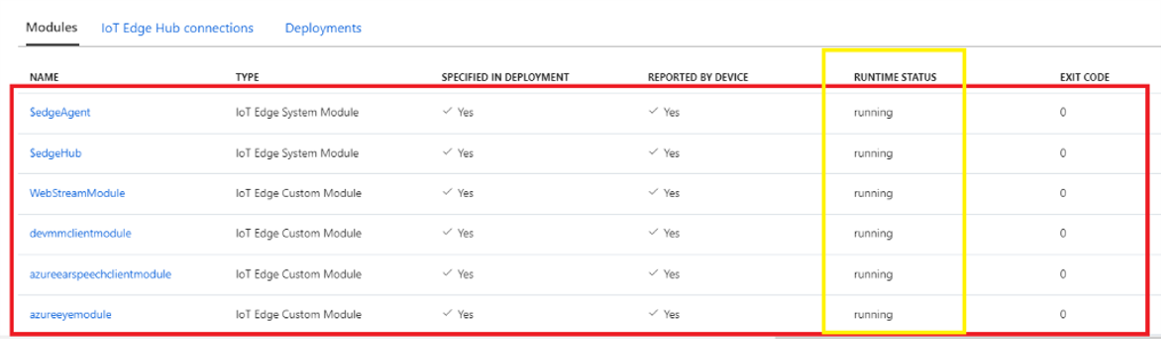 Modules IoT Edge Hub connections Deployments
NAME TYPE SPECIFIED IN DEPLOYMENT REPORTED BY DEVICE RUNTIME STATUS EXIT CODE
$edgeAgent IoT Edge System Module ✓ Yes ✓ Yes running 0
$edgeHub IoT Edge System Module ✓ Yes ✓ Yes running 0
WebStreamModule IoT Edge Custom Module ✓ Yes ✓ Yes running 0
devmmclientmodule IoT Edge Custom Module ✓ Yes ✓ Yes running 0
azureearspeechclientmodule IoT Edge Custom Module ✓ Yes ✓ Yes running 0
azureeyemodule IoT Edge Custom Module ✓ Yes ✓ Yes running 0